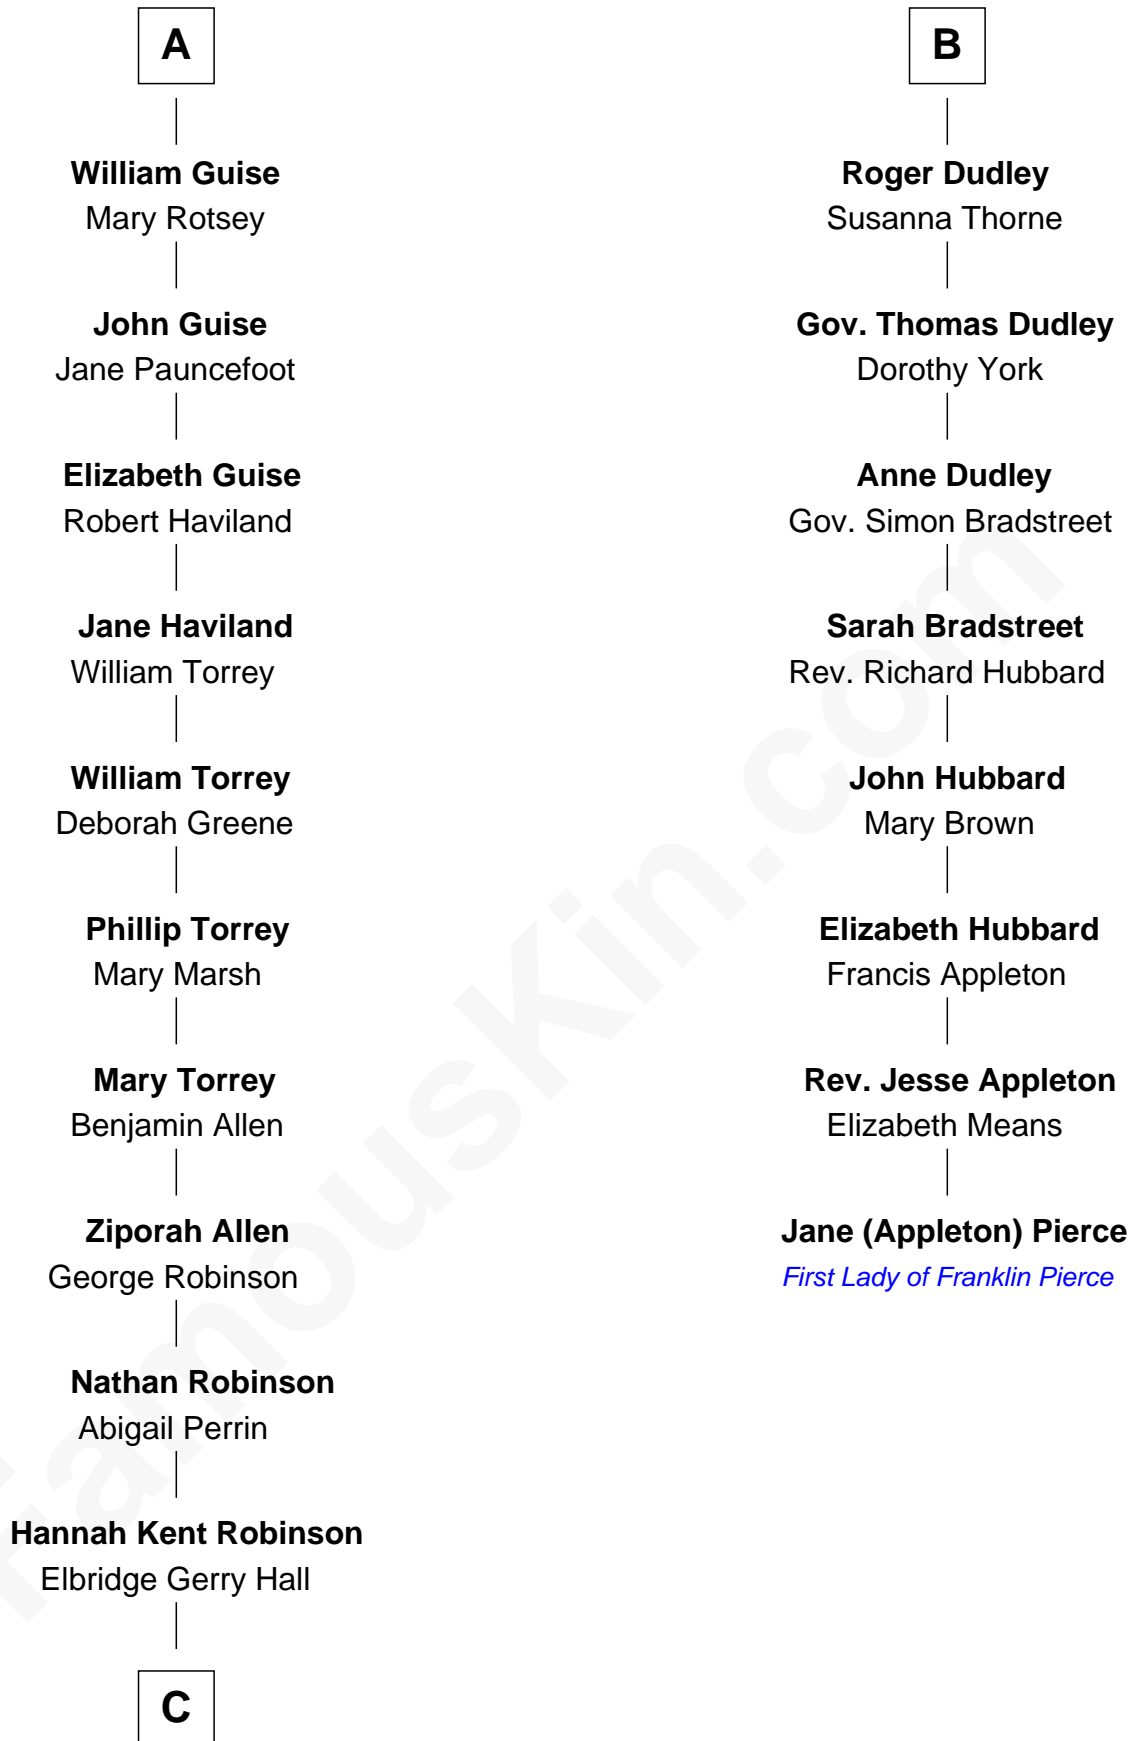 A
William Guise
Mary Rotsey
John Guise
Jane Pauncefoot
Elizabeth Guise
Robert Haviland
Jane Haviland
William Torrey
William Torrey
Deborah Greene
Phillip Torrey
Mary Marsh
Mary Torrey
Benjamin Allen
Ziporah Allen
George Robinson
Nathan Robinson
Abigail Perrin
Hannah Kent Robinson
Elbridge Gerry Hall
C
B
Roger Dudley
Susanna Thorne
Gov. Thomas Dudley
Dorothy York
Anne Dudley
Gov. Simon Bradstreet
Sarah Bradstreet
Rev. Richard Hubbard
John Hubbard
Mary Brown
Elizabeth Hubbard
Francis Appleton
Rev. Jesse Appleton
Elizabeth Means
Jane (Appleton) Pierce
First Lady of Franklin Pierce
famouskin.com